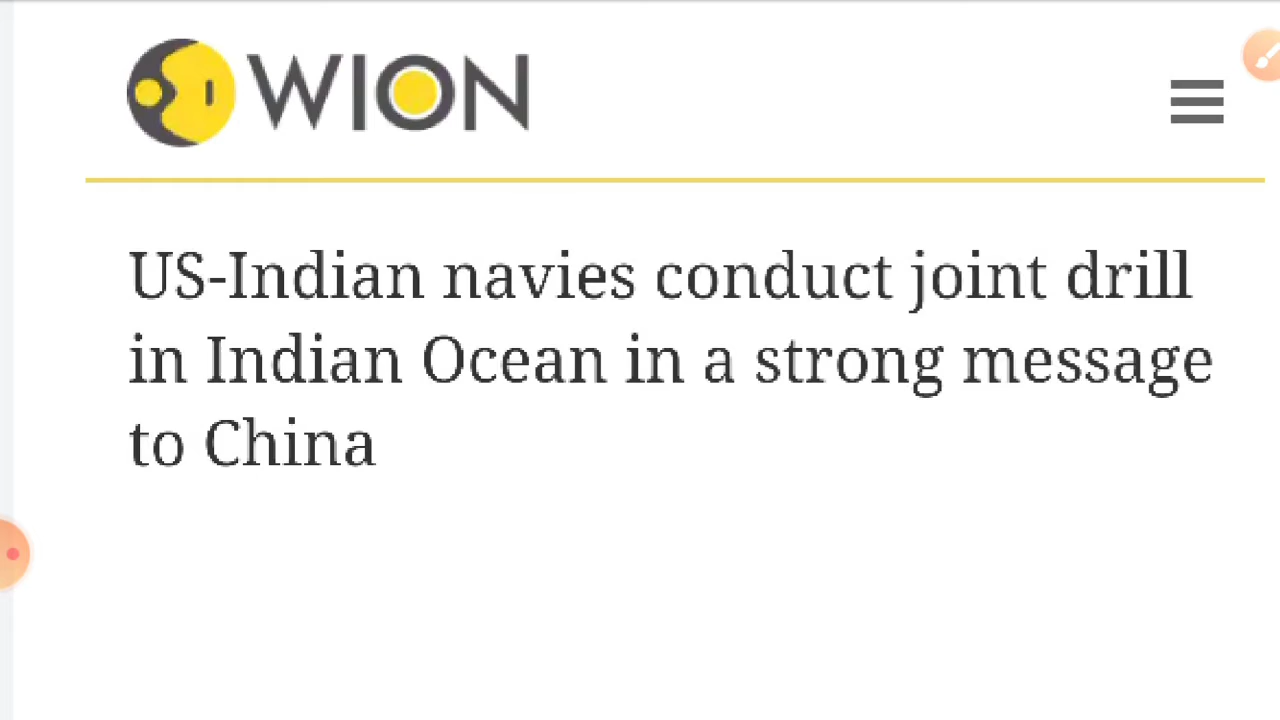 WION
US-Indian navies conduct joint drill
in Indian Ocean in a strong message
to China